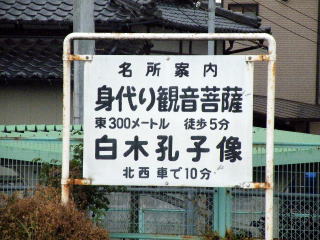 名所案内
身代り観音菩薩
東300メートル 徒歩5分
白木孔子像
北西 車で10分